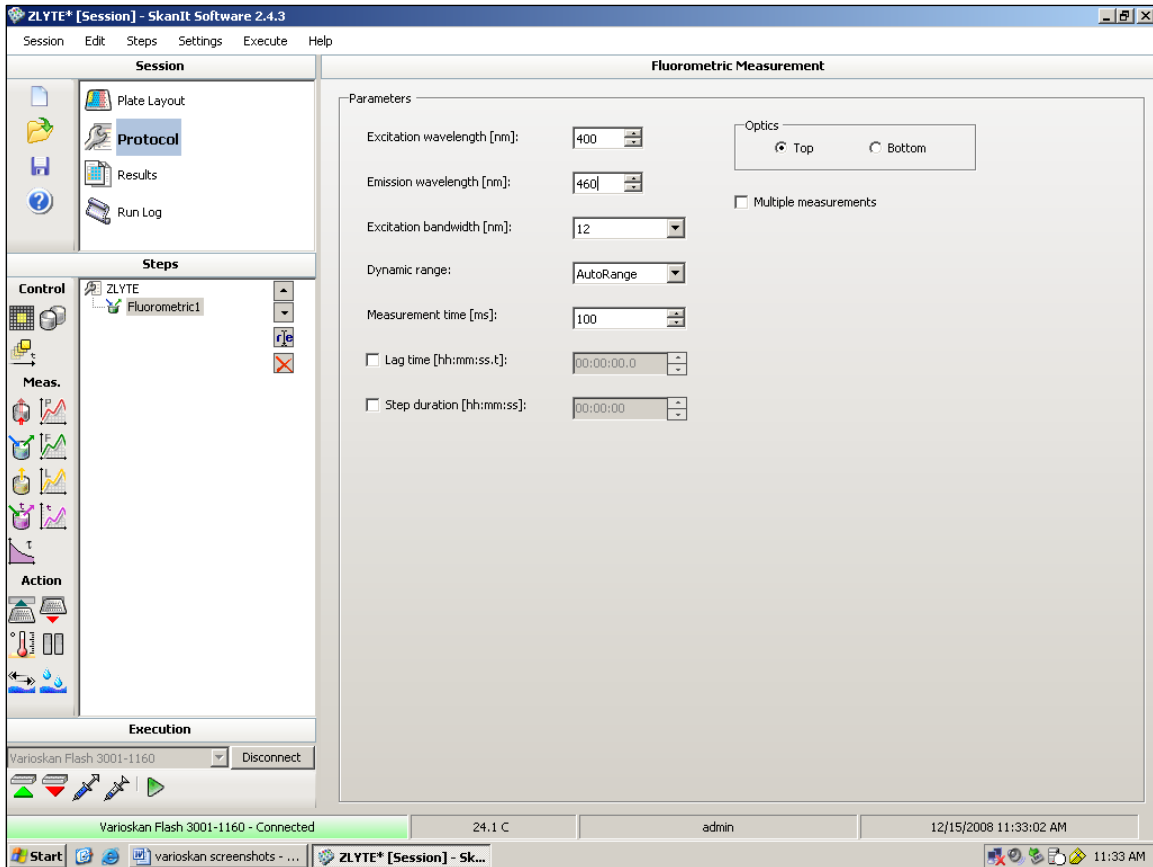 ZLYTE* [Session] - SkanIt Software 2.4.3
Session Edit Steps Settings Execute Help
Session
Plate Layout
Protocol
Results
Run Log
Steps
Control
ZLYTE
Fluorometric1
r e
Meas.
Action
Execution
Varioskan Flash 3001-1160
Disconnect
Fluorometric Measurement
Parameters
Excitation wavelength [nm]: 400
Emission wavelength [nm]: 460
Excitation bandwidth [nm]: 12
Dynamic range: AutoRange
Measurement time [ms]: 100
Lag time [hh:mm:ss.t]: 00:00:00.0
Step duration [hh:mm:ss]: 00:00:00
Optics
Top Bottom
Multiple measurements
Varioskan Flash 3001-1160 - Connected 24.1 C admin 12/15/2008 11:33:02 AM
Start varioskan screenshots - ... ZLYTE* [Session] - Sk... 11:33 AM